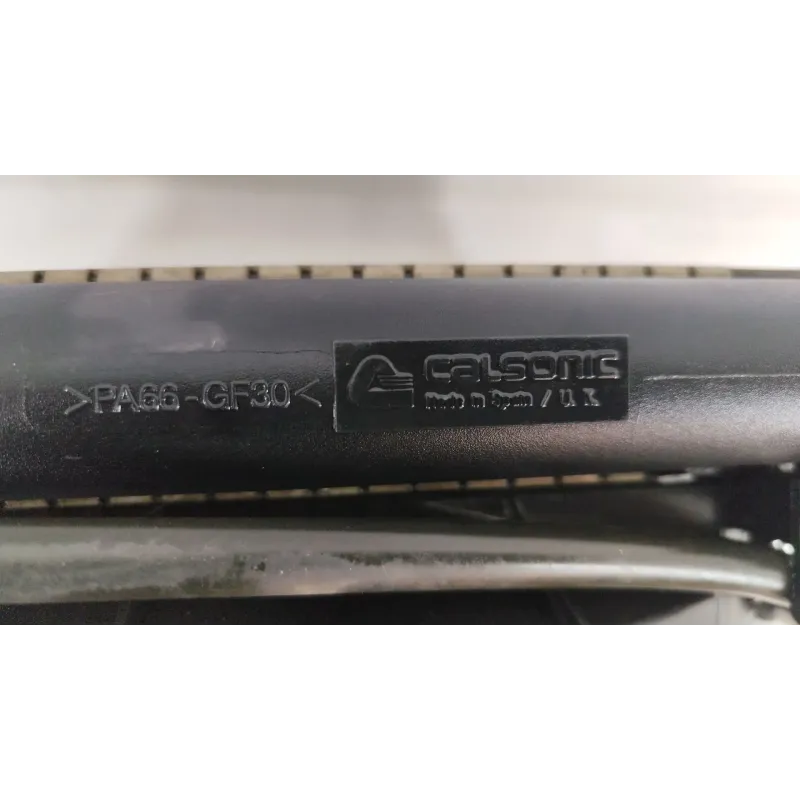 >PA66-GF30<
CALSONIC
Made in Spain / U.K